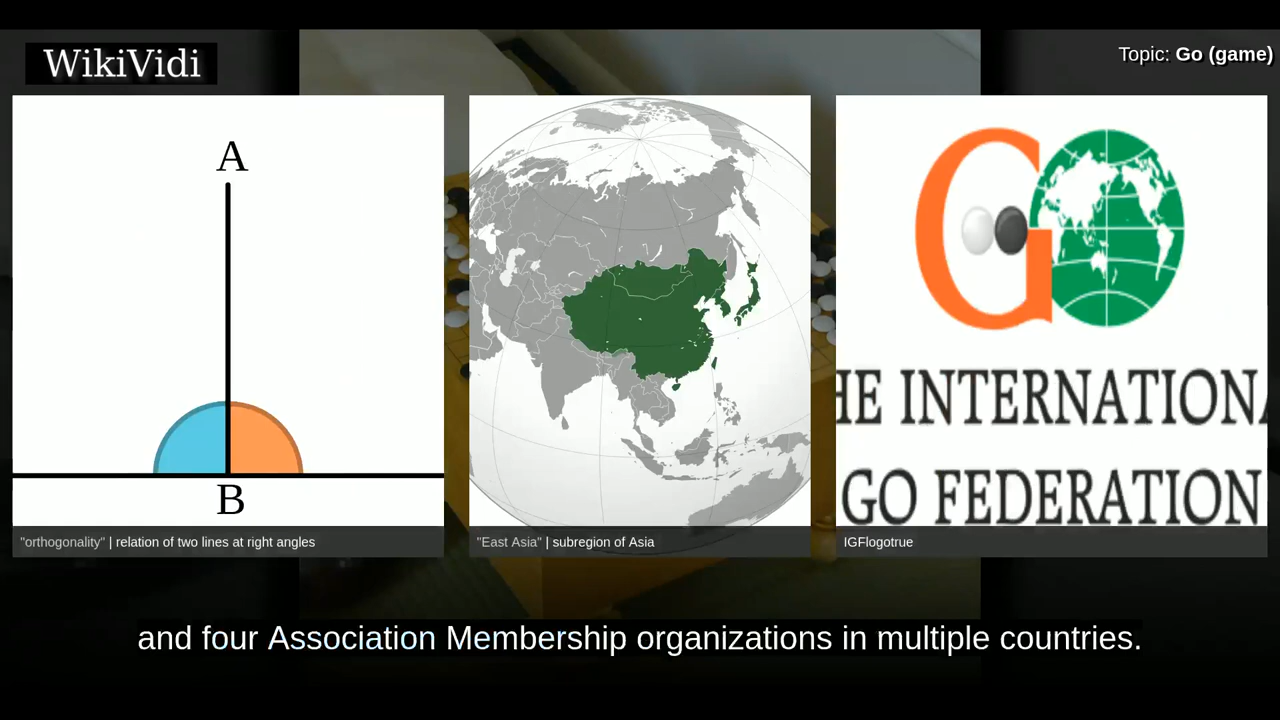 WikiVidi
Topic: Go (game)
A
B
"orthogonality" | relation of two lines at right angles
"East Asia" | subregion of Asia
GO
HE INTERNATIONA
GO FEDERATION
IGFlogotrue
and four Association Membership organizations in multiple countries.